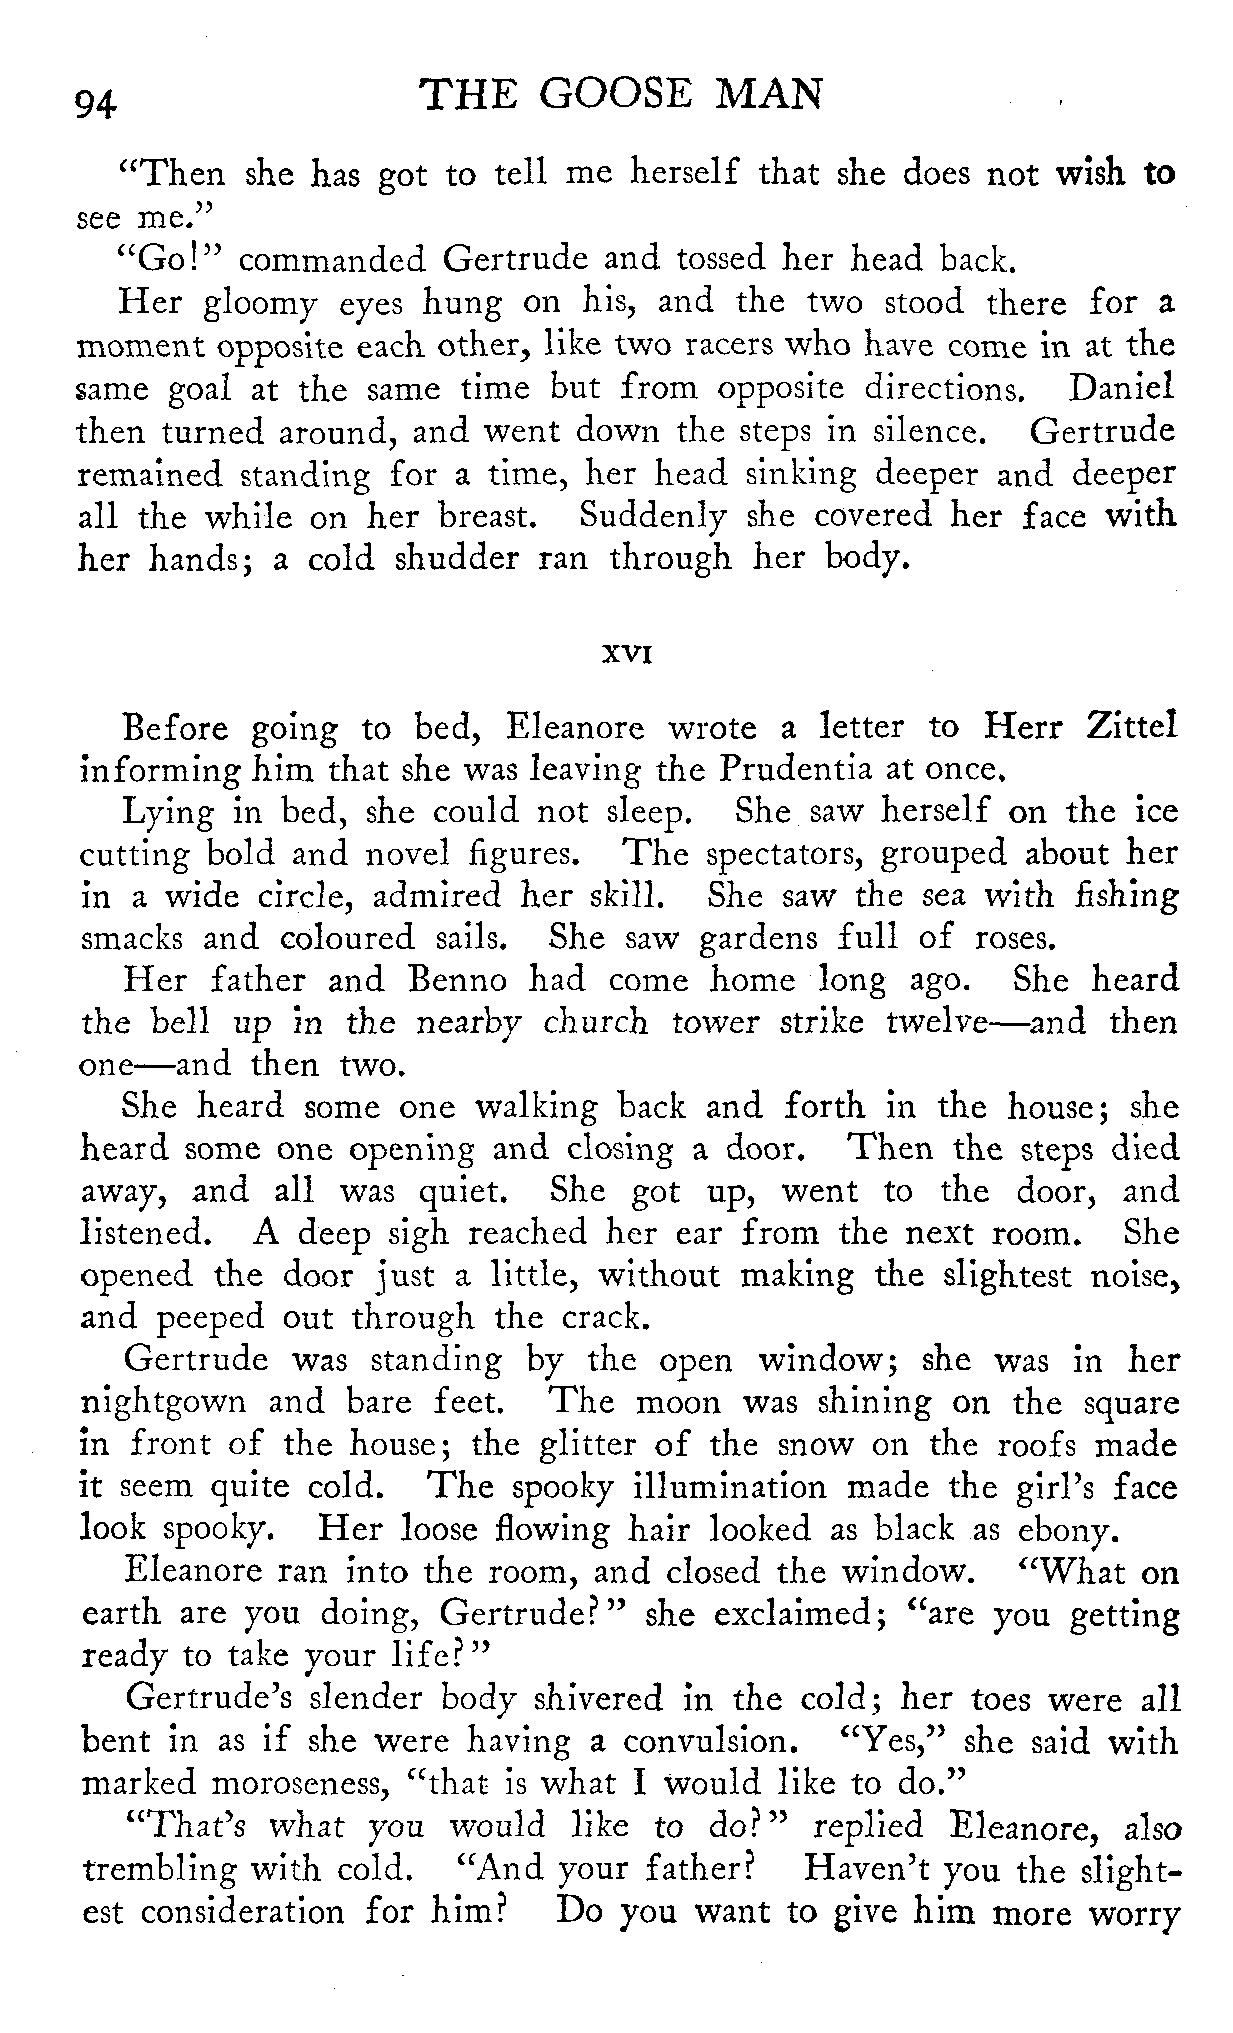 94 THE GOOSE MAN
“Then she has got to tell me herself that she does not wish to
see me.”
“Go!” commanded Gertrude and tossed her head back.
Her gloomy eyes hung on his, and the two stood there for a
moment opposite each other, like two racers who have come in at the
same goal at the same time but from opposite directions. Daniel
then turned around, and went down the steps in silence. Gertrude
remained standing for a time, her head sinking deeper and deeper
all the while on her breast. Suddenly she covered her face with
her hands; a cold shudder ran through her body.
XVI
Before going to bed, Eleanore wrote a letter to Herr Zittel
informing him that she was leaving the Prudentia at once.
Lying in bed, she could not sleep. She saw herself on the ice
cutting bold and novel figures. The spectators, grouped about her
in a wide circle, admired her skill. She saw the sea with fishing
smacks and coloured sails. She saw gardens full of roses.
Her father and Benno had come home long ago. She heard
the bell up in the nearby church tower strike twelve—and then
one—and then two.
She heard some one walking back and forth in the house; she
heard some one opening and closing a door. Then the steps died
away, and all was quiet. She got up, went to the door, and
listened. A deep sigh reached her ear from the next room. She
opened the door just a little, without making the slightest noise,
and peeped out through the crack.
Gertrude was standing by the open window; she was in her
nightgown and bare feet. The moon was shining on the square
in front of the house; the glitter of the snow on the roofs made
it seem quite cold. The spooky illumination made the girl’s face
look spooky. Her loose flowing hair looked as black as ebony.
Eleanore ran into the room, and closed the window. “What on
earth are you doing, Gertrude?” she exclaimed; “are you getting
ready to take your life?”
Gertrude’s slender body shivered in the cold; her toes were all
bent in as if she were having a convulsion. “Yes,” she said with
marked moroseness, “that is what I would like to do.”
“That’s what you would like to do?” replied Eleanore, also
trembling with cold. “And your father? Haven’t you the slight-
est consideration for him? Do you want to give him more worry